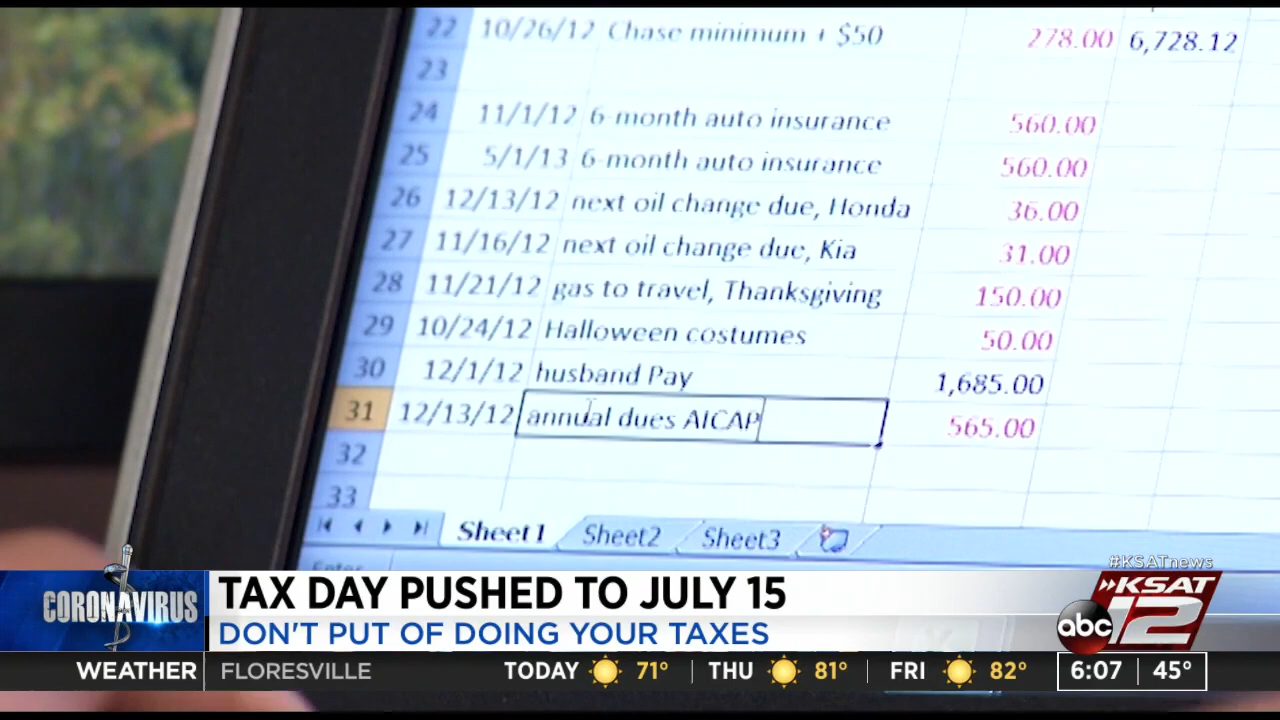 22 10/26/12 Chase minimum + $50 278.00 6,728.12
23
24 11/1/12 6-month auto insurance 560.00
25 5/1/13 6-month auto insurance 560.00
26 12/13/12 next oil change due, Honda 36.00
27 11/16/12 next oil change due, Kia 31.00
28 11/21/12 gas to travel, Thanksgiving 150.00
29 10/24/12 Halloween costumes 50.00
30 12/1/12 husband Pay 1,685.00
31 12/13/12 annual dues AICAP 565.00
32
33
Sheet1 Sheet2 Sheet3
Enter
#KSATnews
CORONAVIRUS
TAX DAY PUSHED TO JULY 15
DON'T PUT OF DOING YOUR TAXES
abc KSAT 12
WEATHER FLORESVILLE TODAY 71° THU 81° FRI 82° 6:07 45°